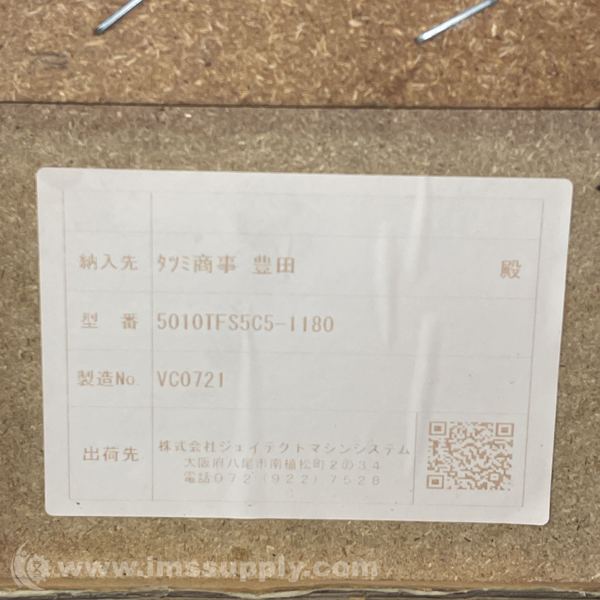 納入先 タツミ商事 豊田 殿
型 番 5010TFS5C5-1180
製造No. VC0721
出荷先 株式会社ジェイテクトマシンシステム
大阪府八尾市南植松町2の34
電話072(922)7528
www.imssupply.com